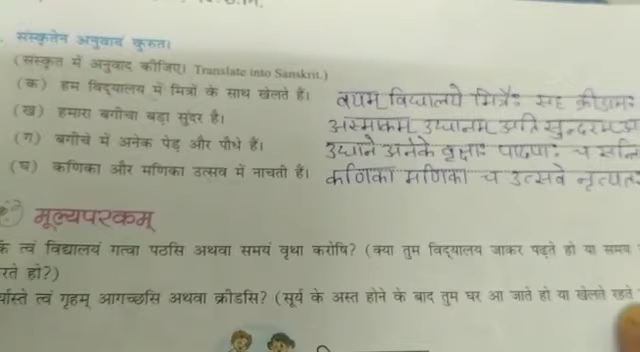 संस्कृतेन अनुवाद कुरुत।
(संस्कृत में अनुवाद कीजिए। Translate into Sanskrit.)
(क) हम विद्यालय में मित्रों के साथ खेलते हैं। वयम् विद्यालये मित्रैः सह क्रीडामः
(ख) हमारा बगीचा बड़ा सुंदर है। अस्माकम् उद्यानम् अति सुन्दरम्
(ग) बगीचे में अनेक पेड़ और पौधे हैं। उद्याने अनेके वृक्षाः पादपाः च
(घ) कणिका और मणिका उत्सव में नाचती हैं। कणिका मणिका च उत्सवे
मूल्यपरकम्
त्वं विद्यालयं गत्वा पठसि अथवा समयं वृथा करोषि? (क्या तुम विद्यालय जाकर पढ़ते हो या समय
हो?)
त्वं गृहम् आगच्छसि अथवा क्रीडसि? (सूर्य के अस्त होने के बाद तुम घर आ जाते हो या खेलते रहते